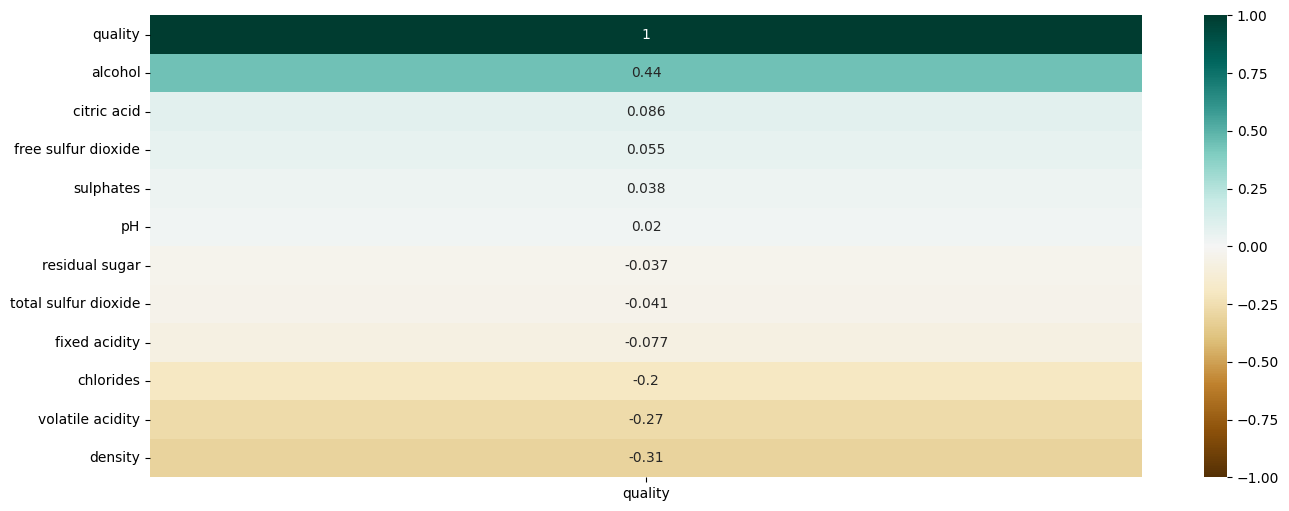 quality 1
alcohol 0.44
citric acid 0.086
free sulfur dioxide 0.055
sulphates 0.038
pH 0.02
residual sugar -0.037
total sulfur dioxide -0.041
fixed acidity -0.077
chlorides -0.2
volatile acidity -0.27
density -0.31
quality
1.00
0.75
0.50
0.25
0.00
−0.25
−0.50
−0.75
−1.00